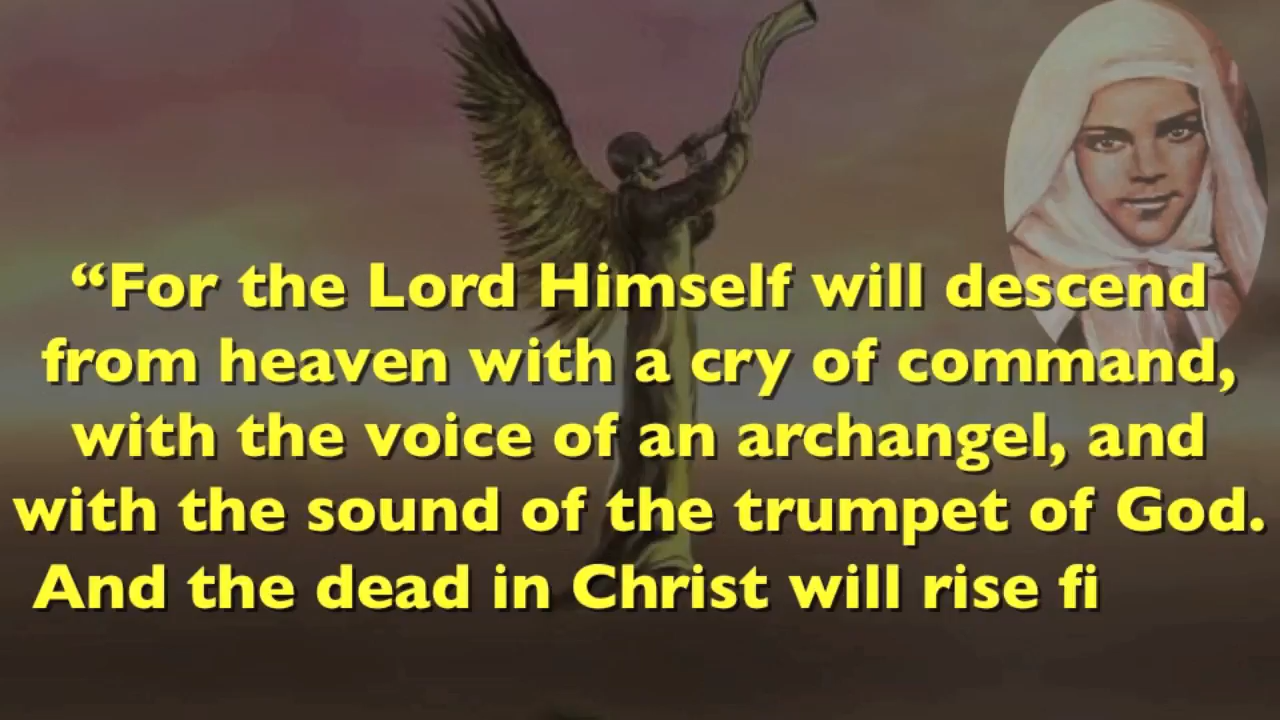 “For the Lord Himself will descend
from heaven with a cry of command,
with the voice of an archangel, and
with the sound of the trumpet of God.
And the dead in Christ will rise fi